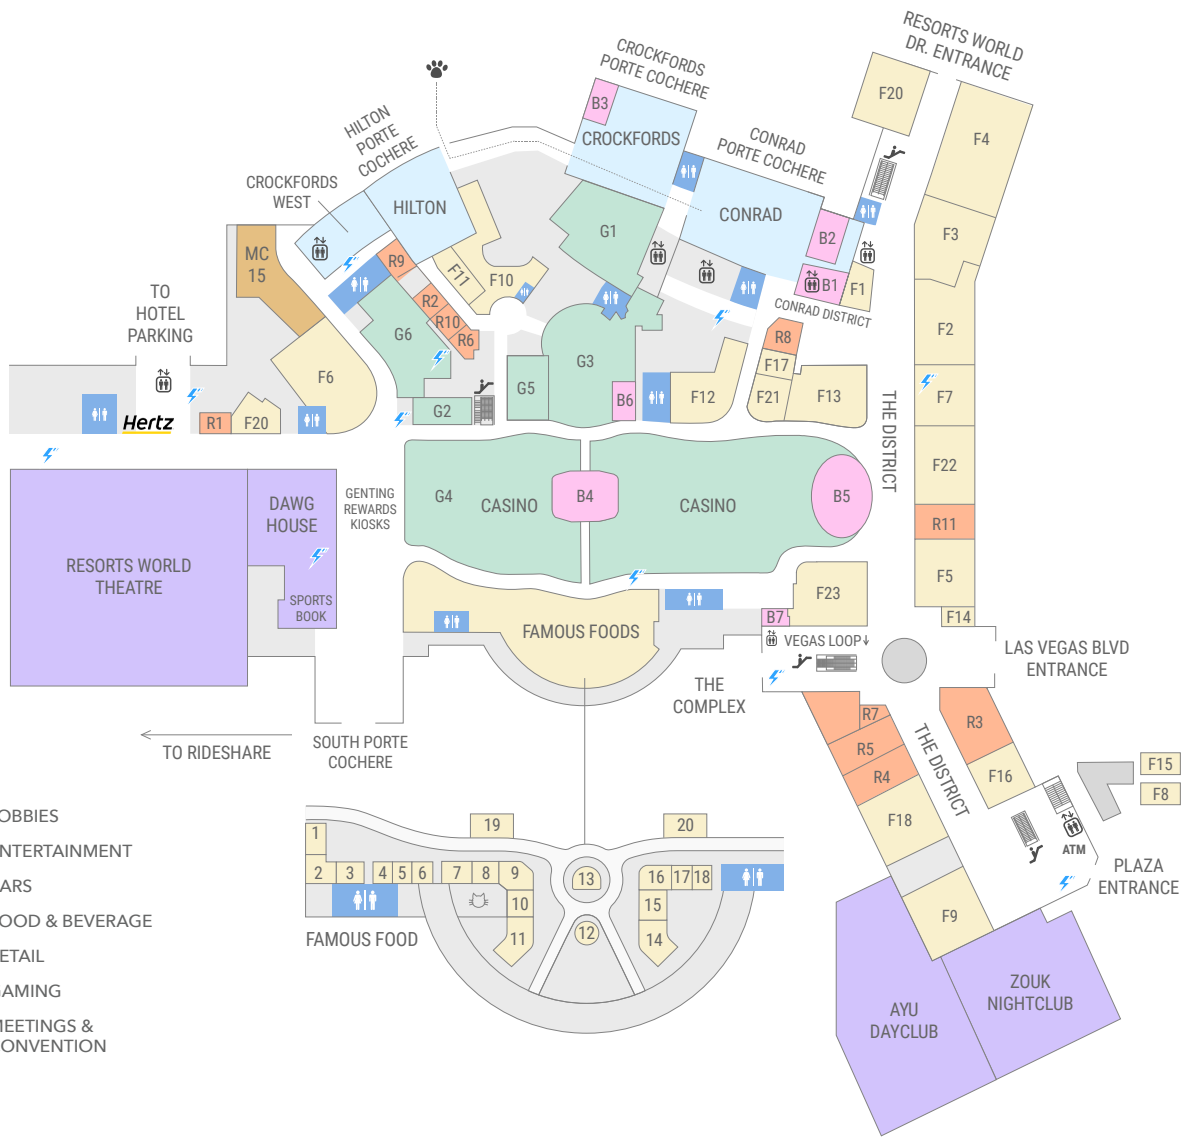 RESORTS WORLD
DR. ENTRANCE
CROCKFORDS
PORTE COCHERE
F20
B3
F4
HILTON
PORTE
COCHERE
CROCKFORDS
CONRAD
PORTE COCHERE
CROCKFORDS
WEST
HILTON
CONRAD
G1
B2
F3
MC
15
R9
F11
F10
B1
F1
CONRAD DISTRICT
TO
HOTEL
PARKING
R2
R10
R6
G6
R8
F2
G3
F17
F6
G5
F21
F13
F12
F7
B6
G2
Hertz
R1
F20
THE DISTRICT
F22
G4
CASINO
B4
CASINO
B5
GENTING
REWARDS
KIOSKS
DAWG
HOUSE
R11
RESORTS WORLD
THEATRE
F5
SPORTS
BOOK
F23
B7
F14
FAMOUS FOODS
VEGAS LOOP↓
LAS VEGAS BLVD
ENTRANCE
THE
COMPLEX
R7
R3
TO RIDESHARE
SOUTH PORTE
COCHERE
R5
THE DISTRICT
R4
F16
F15
F8
F18
ATM
PLAZA
ENTRANCE
F9
AYU
DAYCLUB
ZOUK
NIGHTCLUB
OBBIES
NTERTAINMENT
ARS
OOD & BEVERAGE
ETAIL
AMING
EETINGS &
ONVENTION
1
19
20
2
3
4
5
6
7
8
9
13
16
17
18
10
15
12
11
14
FAMOUS FOOD